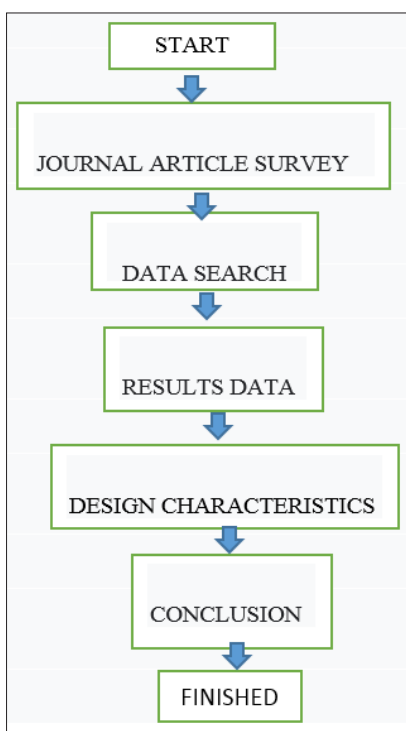 START
JOURNAL ARTICLE SURVEY
DATA SEARCH
RESULTS DATA
DESIGN CHARACTERISTICS
CONCLUSION
FINISHED